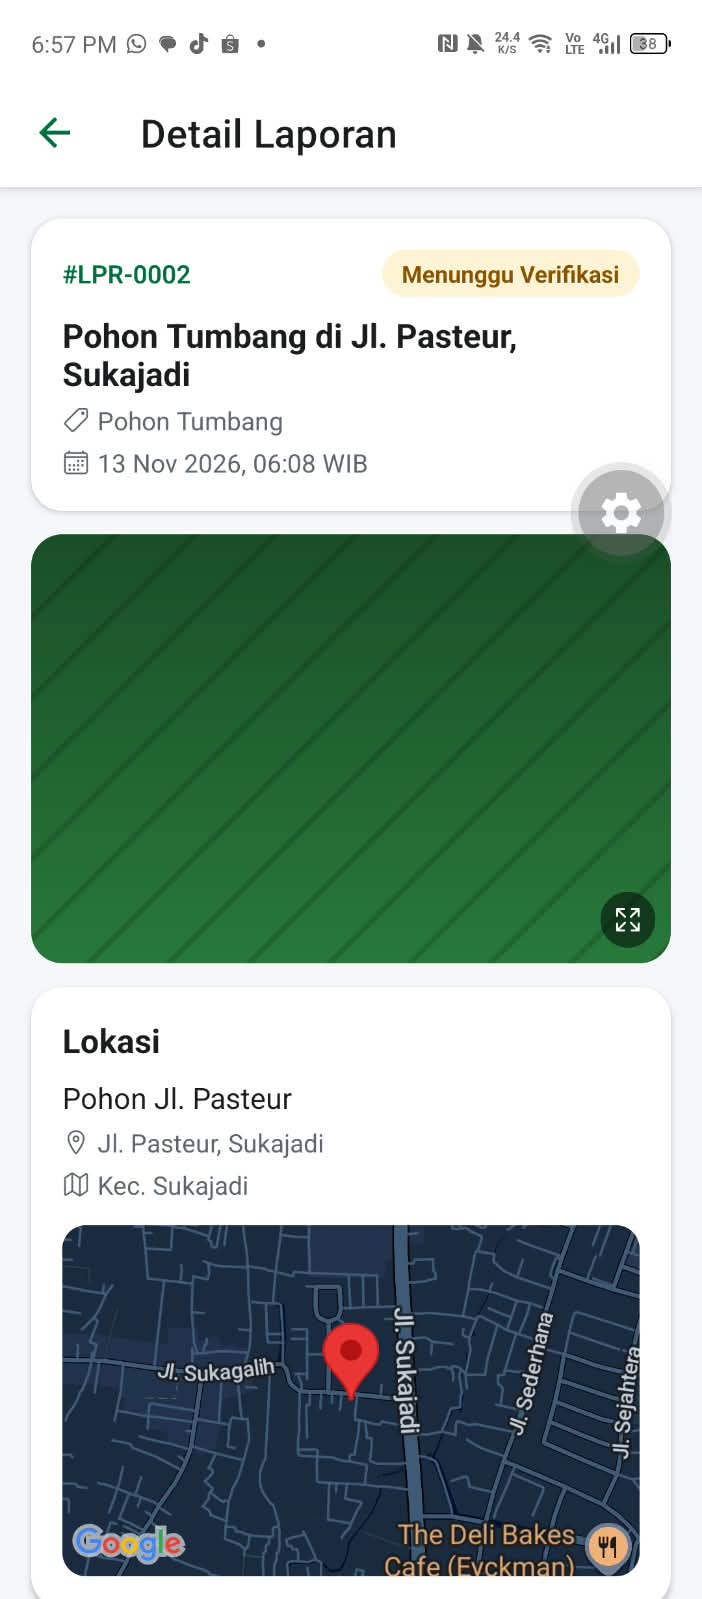 6:57 PM
24.4
K/S
Vo
LTE
4G
38
Detail Laporan
#LPR-0002
Menunggu Verifikasi
Pohon Tumbang di Jl. Pasteur,
Sukajadi
Pohon Tumbang
13 Nov 2026, 06:08 WIB
Lokasi
Pohon Jl. Pasteur
Jl. Pasteur, Sukajadi
Kec. Sukajadi
Jl. Sukagalih
Jl. Sukajadi
Jl. Sederhana
Jl. Sejahtera
Google
The Deli Bakes
Cafe (Eyckman)